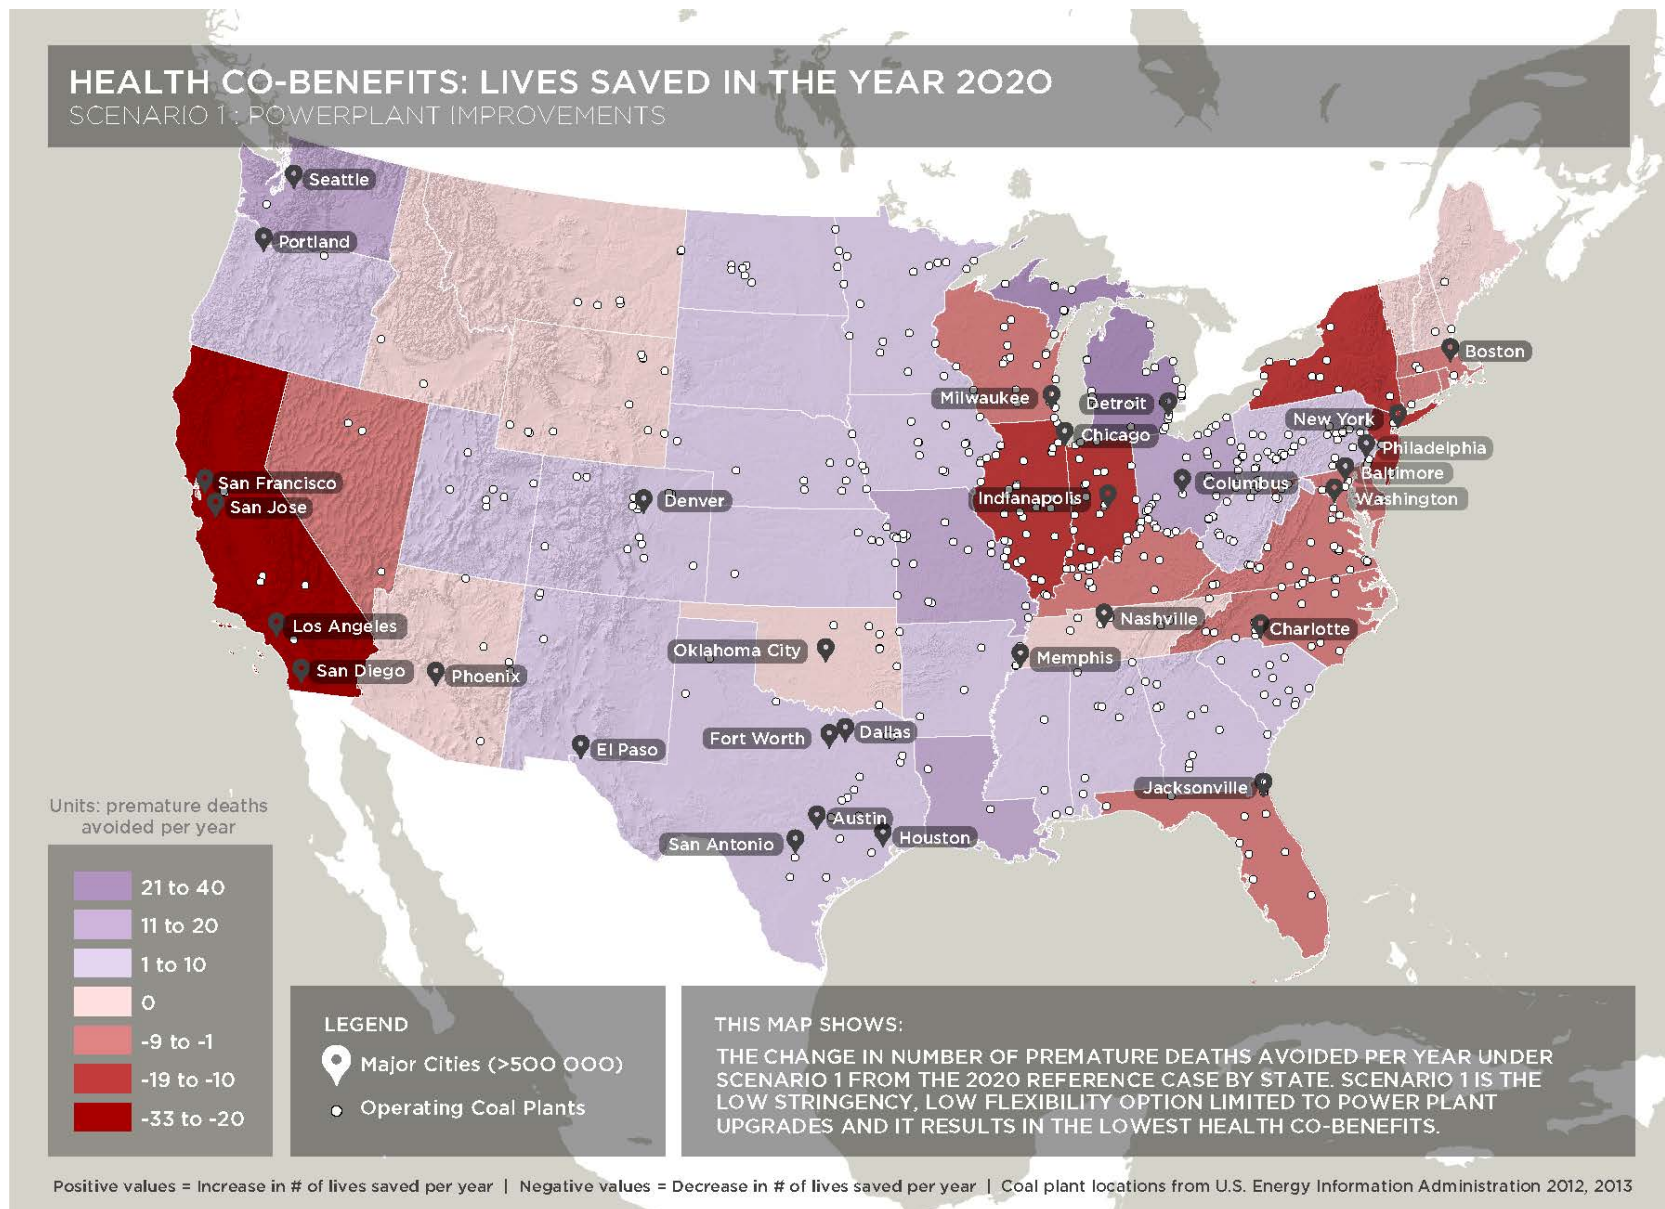 HEALTH CO-BENEFITS: LIVES SAVED IN THE YEAR 2020
SCENARIO 1 : POWERPLANT IMPROVEMENTS
Seattle
Portland
Boston
Milwaukee
Detroit
New York
Chicago
Philadelphia
Baltimore
San Francisco
Columbus
San Jose
Denver
Indianapolis
Washington
Nashville
Los Angeles
Charlotte
Oklahoma City
Memphis
San Diego
Phoenix
Fort Worth
Dallas
El Paso
Jacksonville
Austin
San Antonio
Houston
Units: premature deaths
avoided per year
21 to 40
11 to 20
1 to 10
0
-9 to -1
-19 to -10
-33 to -20
LEGEND
Major Cities (>500 000)
Operating Coal Plants
THIS MAP SHOWS:
THE CHANGE IN NUMBER OF PREMATURE DEATHS AVOIDED PER YEAR UNDER
SCENARIO 1 FROM THE 2020 REFERENCE CASE BY STATE. SCENARIO 1 IS THE
LOW STRINGENCY, LOW FLEXIBILITY OPTION LIMITED TO POWER PLANT
UPGRADES AND IT RESULTS IN THE LOWEST HEALTH CO-BENEFITS.
Positive values = Increase in # of lives saved per year | Negative values = Decrease in # of lives saved per year | Coal plant locations from U.S. Energy Information Administration 2012, 2013